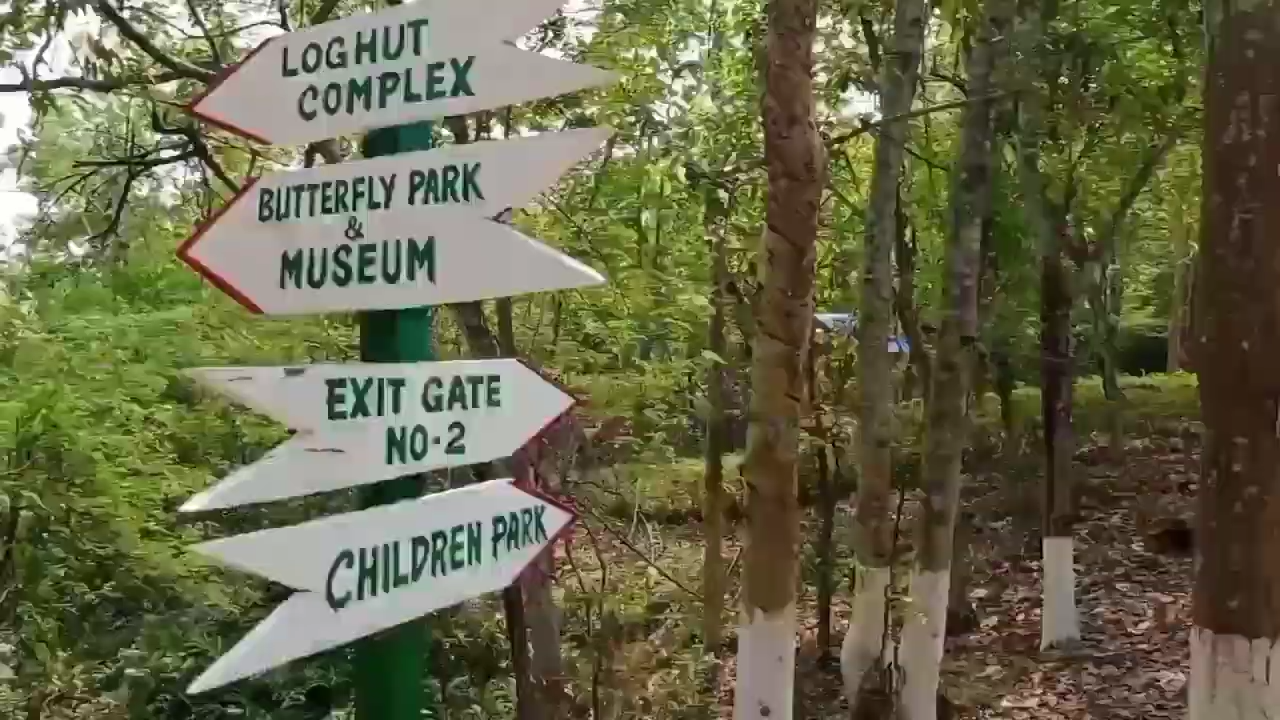 LOGHUT
COMPLEX
BUTTERFLY PARK
&
MUSEUM
EXIT GATE
NO-2
CHILDREN PARK